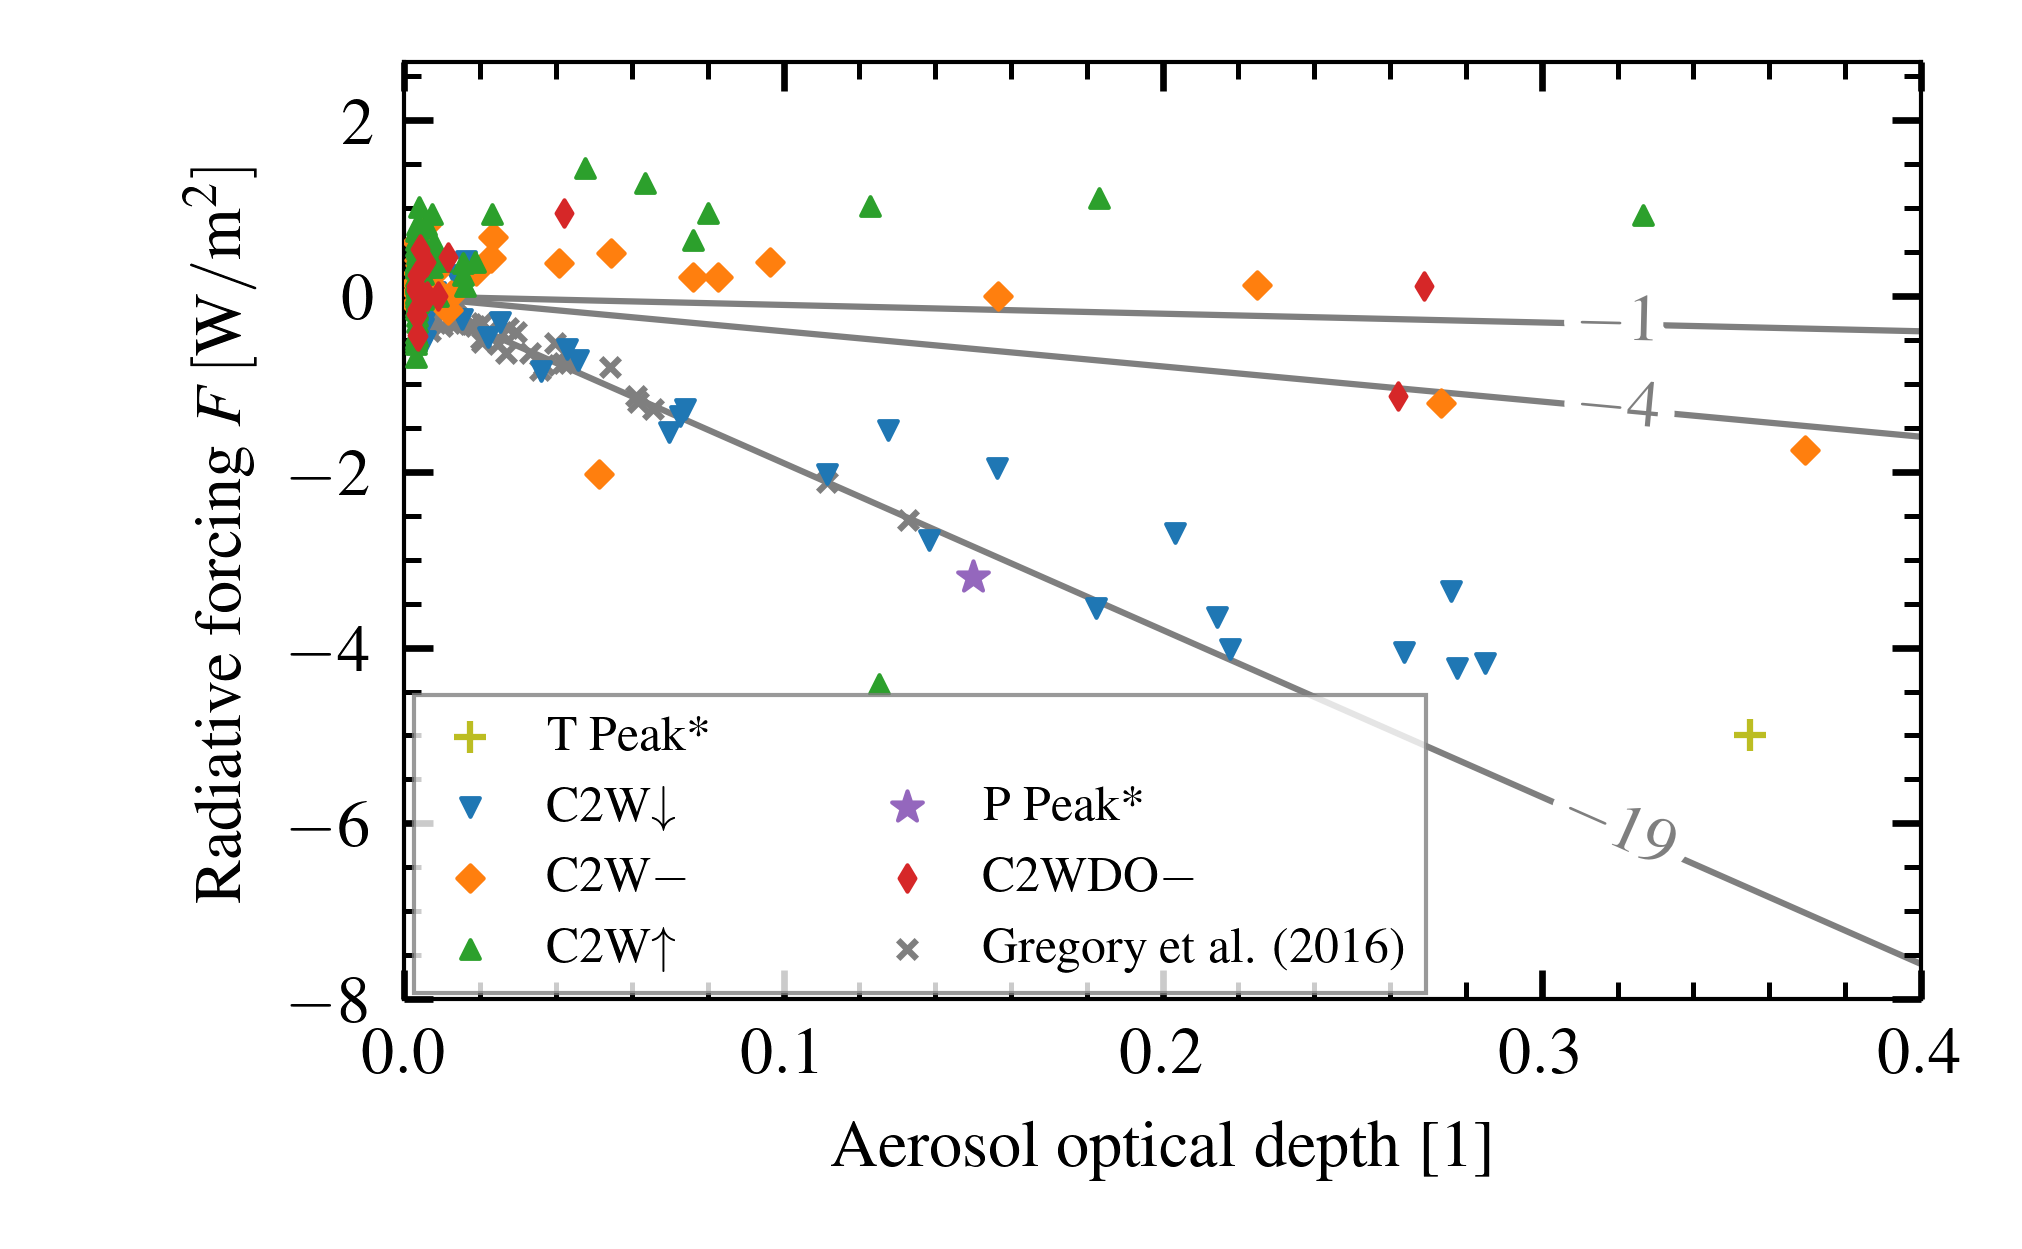 Radiative forcing F [W/m²]
2
0
−2
−4
−6
−8
−1
−4
−19
T Peak*
C2W↓
C2W−
C2W↑
P Peak*
C2WDO−
Gregory et al. (2016)
0.0 0.1 0.2 0.3 0.4
Aerosol optical depth [1]